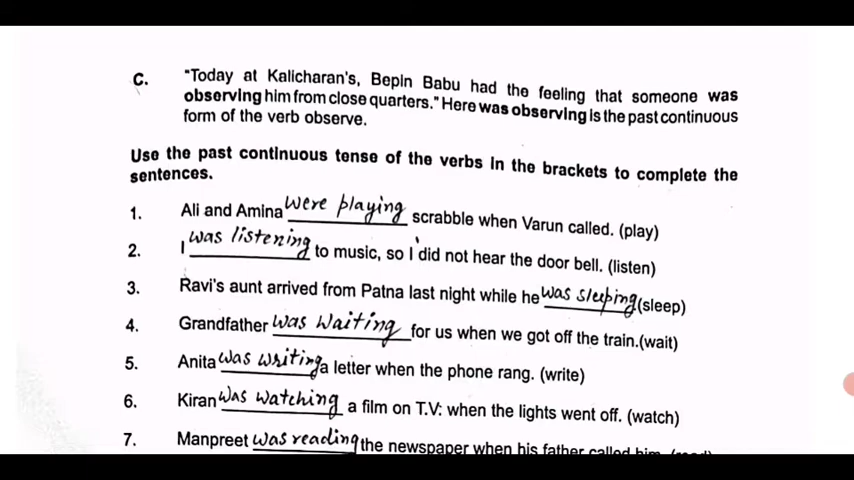 C. "Today at Kalicharan's, Bepin Babu had the feeling that someone was
observing him from close quarters." Here was observing is the past continuous
form of the verb observe.
Use the past continuous tense of the verbs in the brackets to complete the
sentences.
1. Ali and Amina were playing scrabble when Varun called. (play)
2. I was listening to music, so I did not hear the door bell. (listen)
3. Ravi's aunt arrived from Patna last night while he was sleeping (sleep)
4. Grandfather was waiting for us when we got off the train.(wait)
5. Anita was writing a letter when the phone rang. (write)
6. Kiran was watching a film on T.V: when the lights went off. (watch)
7. Manpreet was reading the newspaper when his father called him.